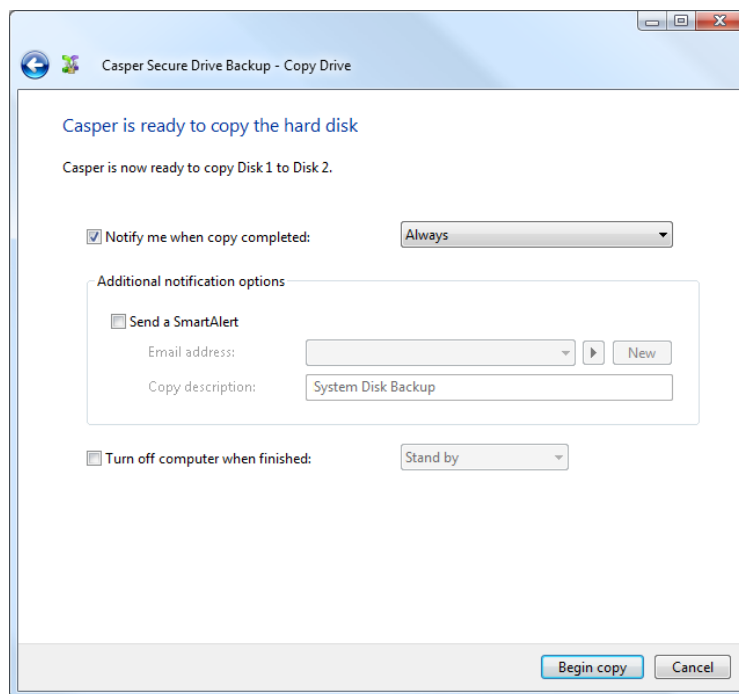 Casper Secure Drive Backup - Copy Drive
Casper is ready to copy the hard disk
Casper is now ready to copy Disk 1 to Disk 2.
Notify me when copy completed: Always
Additional notification options
Send a SmartAlert
Email address: New
Copy description: System Disk Backup
Turn off computer when finished: Stand by
Begin copy Cancel